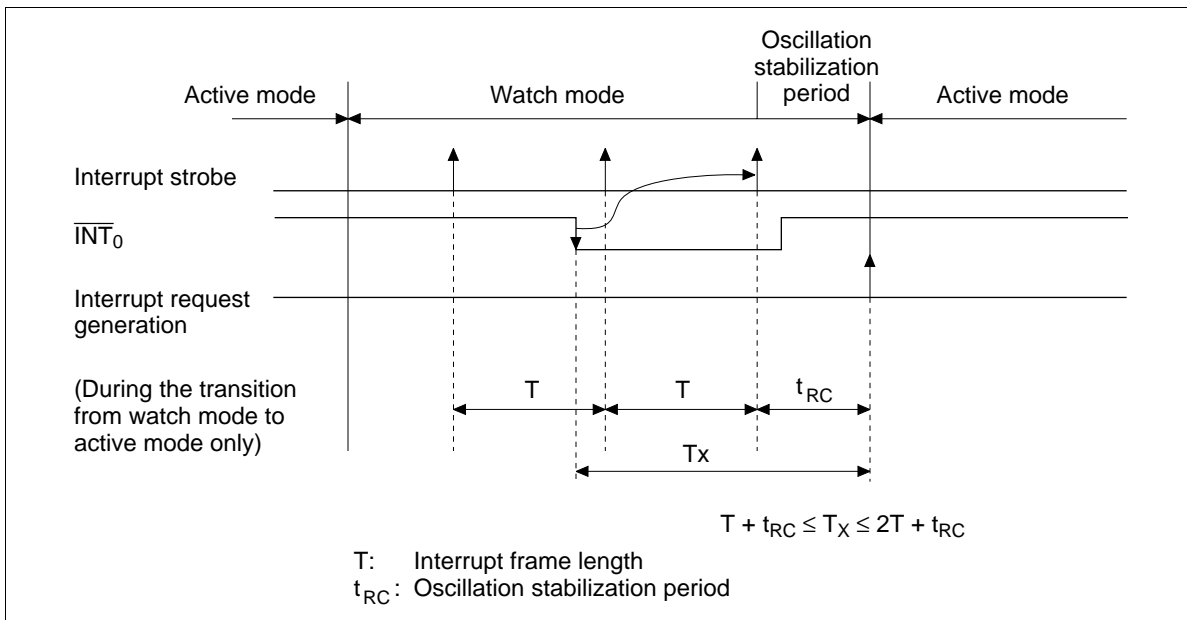 Oscillation
stabilization
period
Active mode
Watch mode
Active mode
Interrupt strobe
INT0
Interrupt request
generation
(During the transition
from watch mode to
active mode only)
T
T
tRC
Tx
T + tRC ≤ TX ≤ 2T + tRC
T: Interrupt frame length
tRC: Oscillation stabilization period